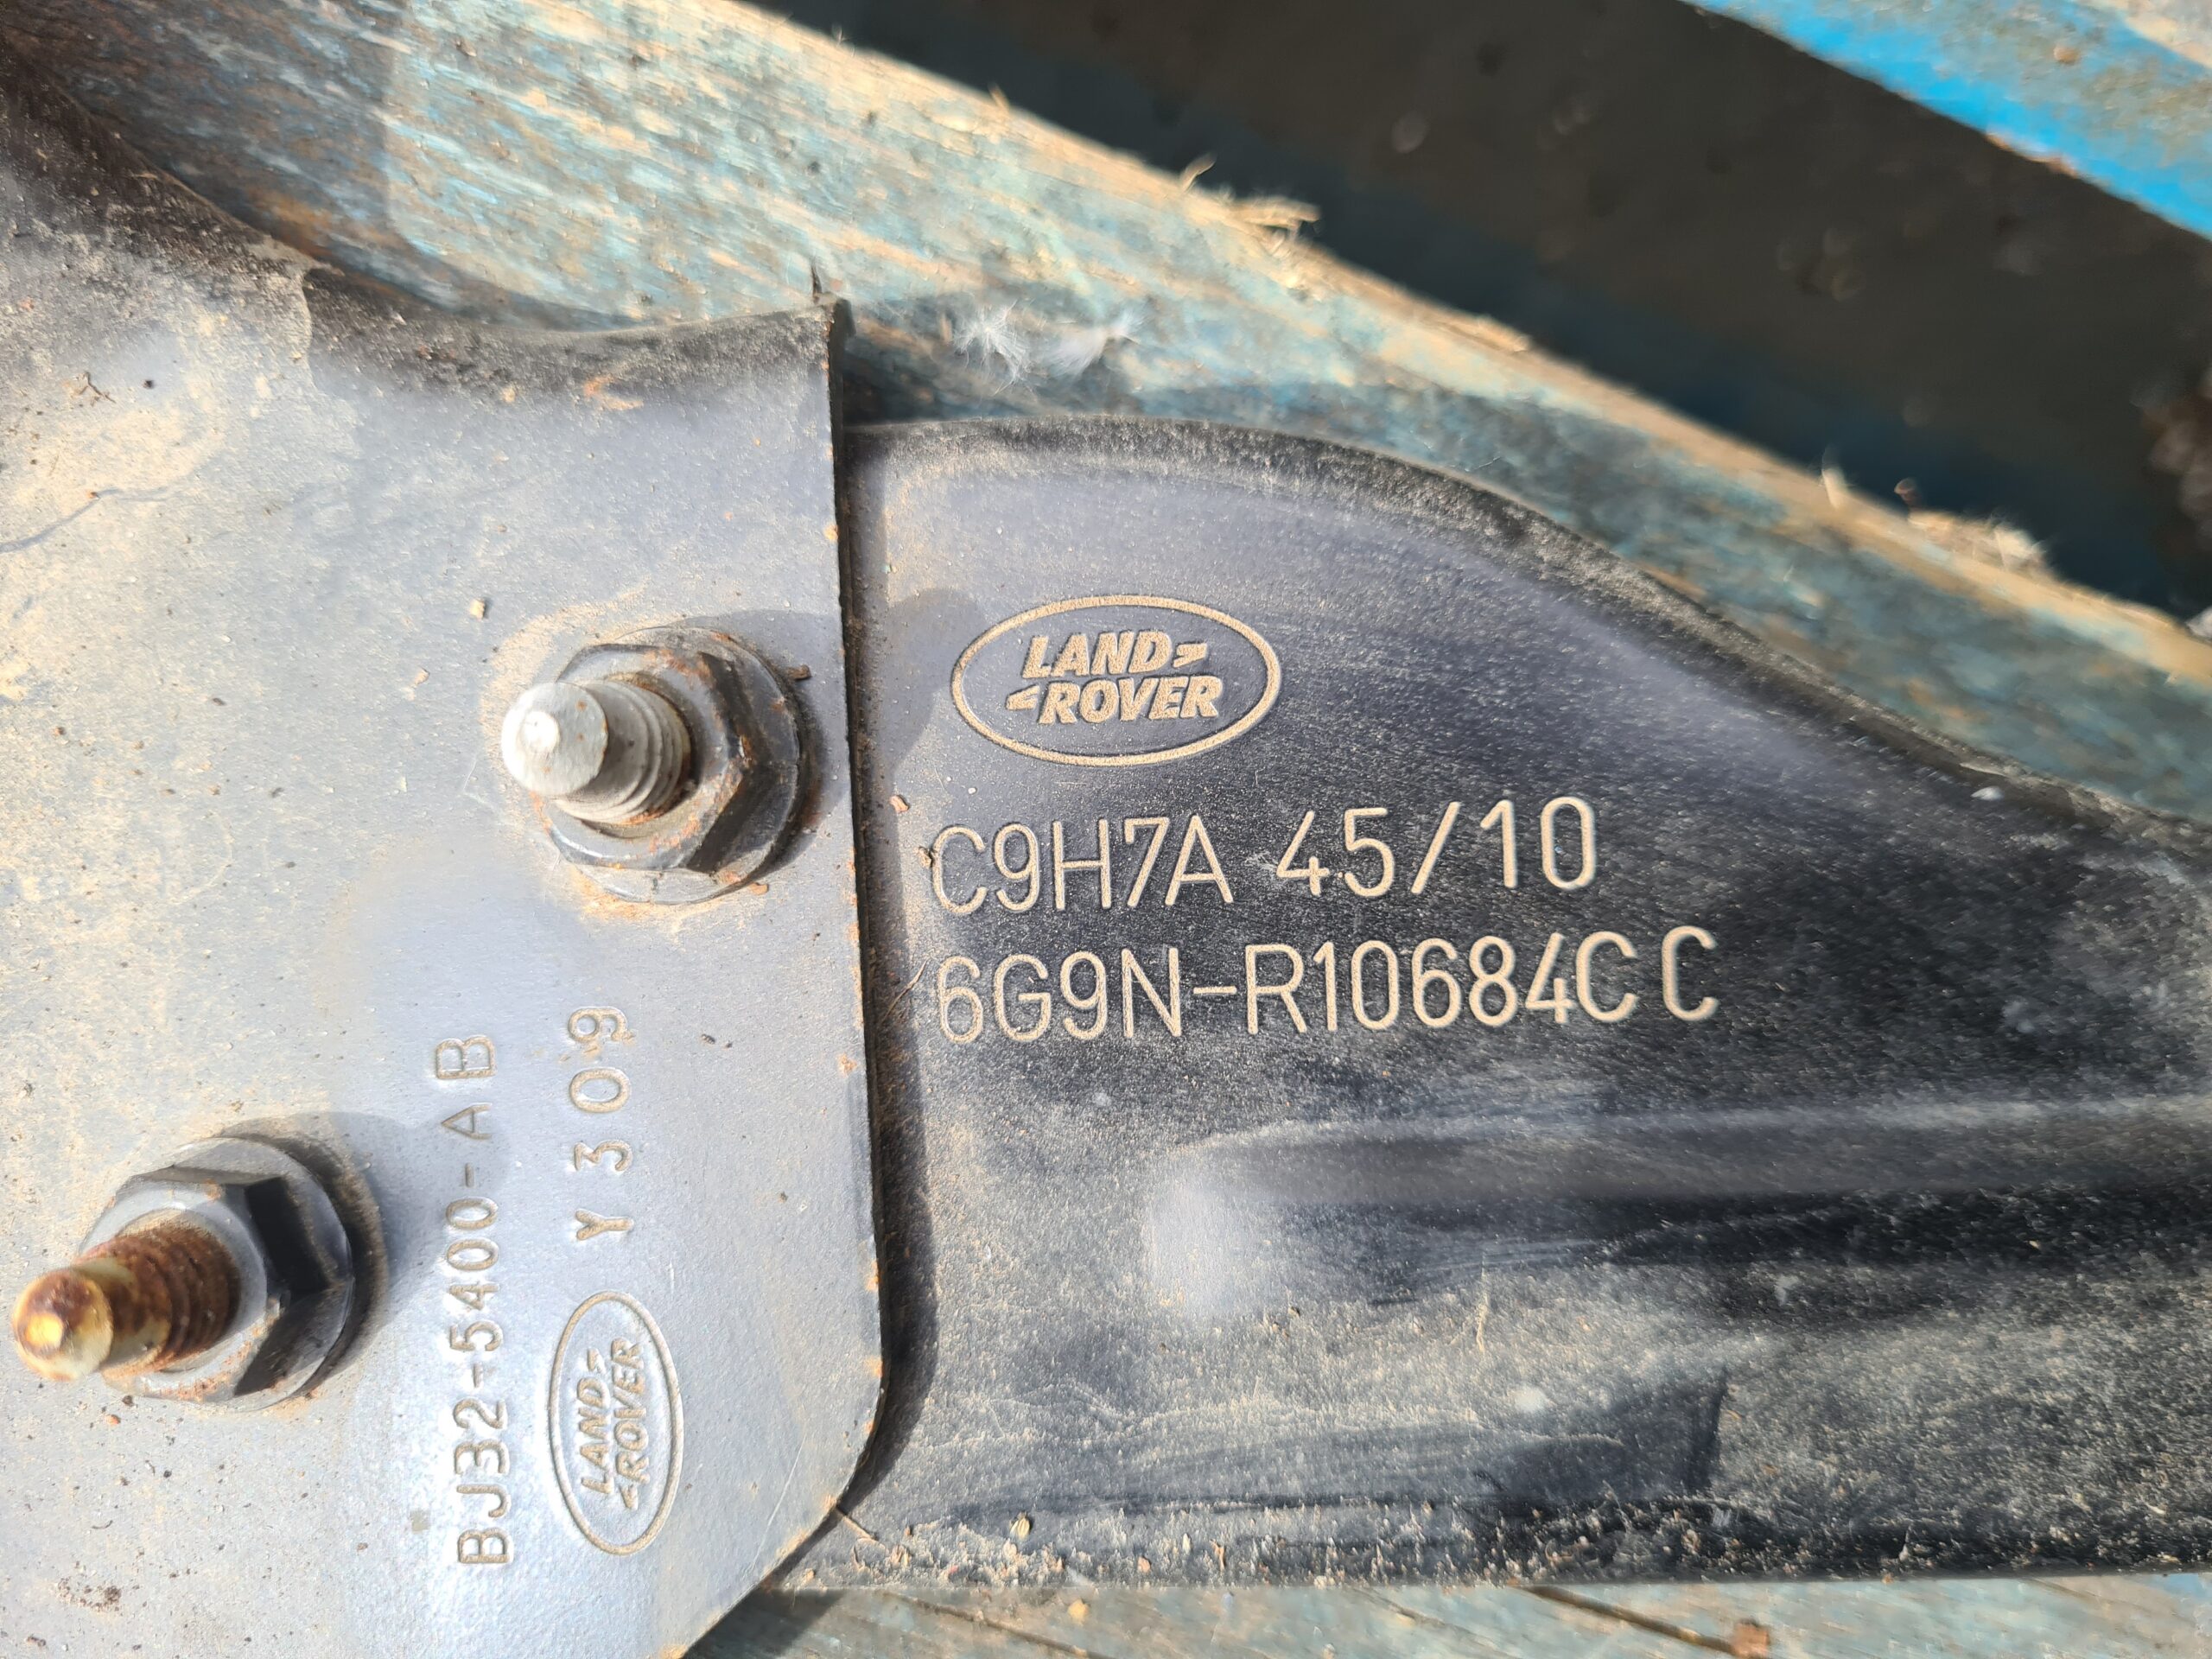 LAND
ROVER
C9H7A 45/10
6G9N-R10684CC
BJ32-5400-AB
Y309
LAND
ROVER